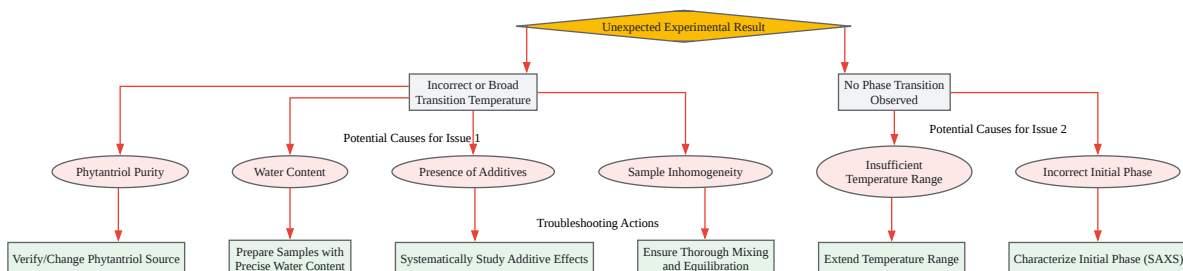 Unexpected Experimental Result
Incorrect or Broad
Transition Temperature
No Phase Transition
Observed
Potential Causes for Issue 1
Potential Causes for Issue 2
Phytantriol Purity
Water Content
Presence of Additives
Sample Inhomogeneity
Insufficient
Temperature Range
Incorrect Initial Phase
Troubleshooting Actions
Verify/Change Phytantriol Source
Prepare Samples with
Precise Water Content
Systematically Study Additive Effects
Ensure Thorough Mixing
and Equilibration
Extend Temperature Range
Characterize Initial Phase (SAXS)